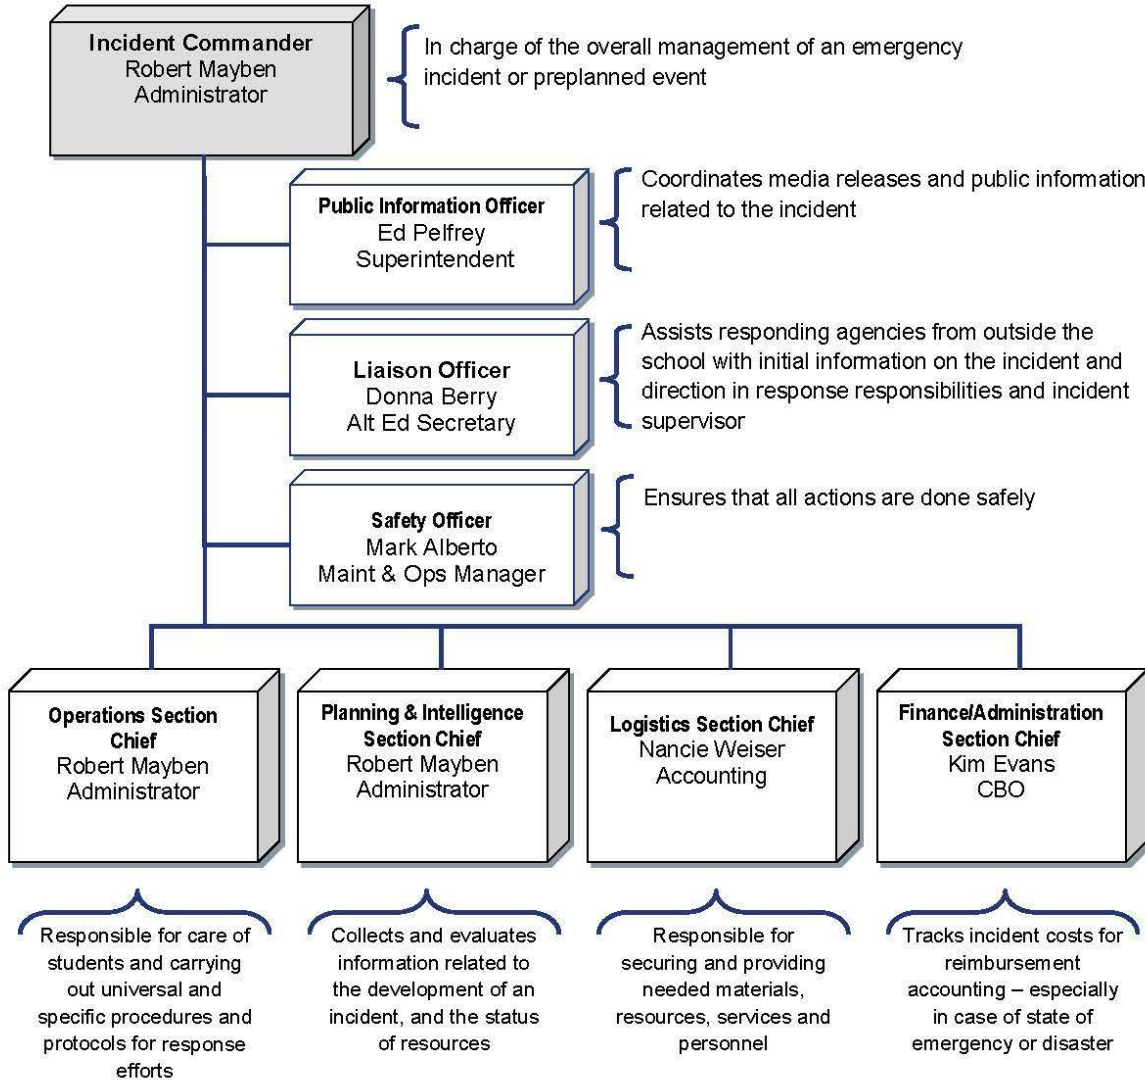 Incident Commander
Robert Mayben
Administrator
In charge of the overall management of an emergency
incident or preplanned event
Public Information Officer
Ed Pelfrey
Superintendent
Coordinates media releases and public information
related to the incident
Liaison Officer
Donna Berry
Alt Ed Secretary
Assists responding agencies from outside the
school with initial information on the incident and
direction in response responsibilities and incident
supervisor
Safety Officer
Mark Alberto
Maint & Ops Manager
Ensures that all actions are done safely
Operations Section
Chief
Robert Mayben
Administrator
Planning & Intelligence
Section Chief
Robert Mayben
Administrator
Logistics Section Chief
Nancie Weiser
Accounting
Finance/Administration
Section Chief
Kim Evans
CBO
Responsible for care of
students and carrying
out universal and
specific procedures and
protocols for response
efforts
Collects and evaluates
information related to
the development of an
incident, and the status
of resources
Responsible for
securing and providing
needed materials,
resources, services and
personnel
Tracks incident costs for
reimbursement
accounting – especially
in case of state of
emergency or disaster